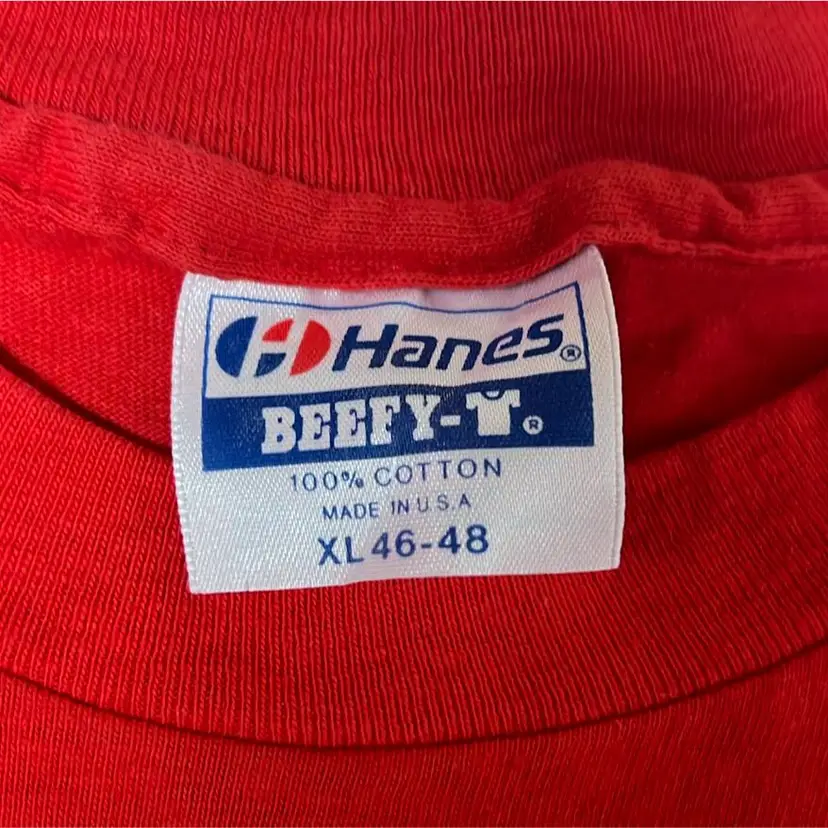 Hanes®
BEEFY-T®
100% COTTON
MADE IN U.S.A
XL 46-48